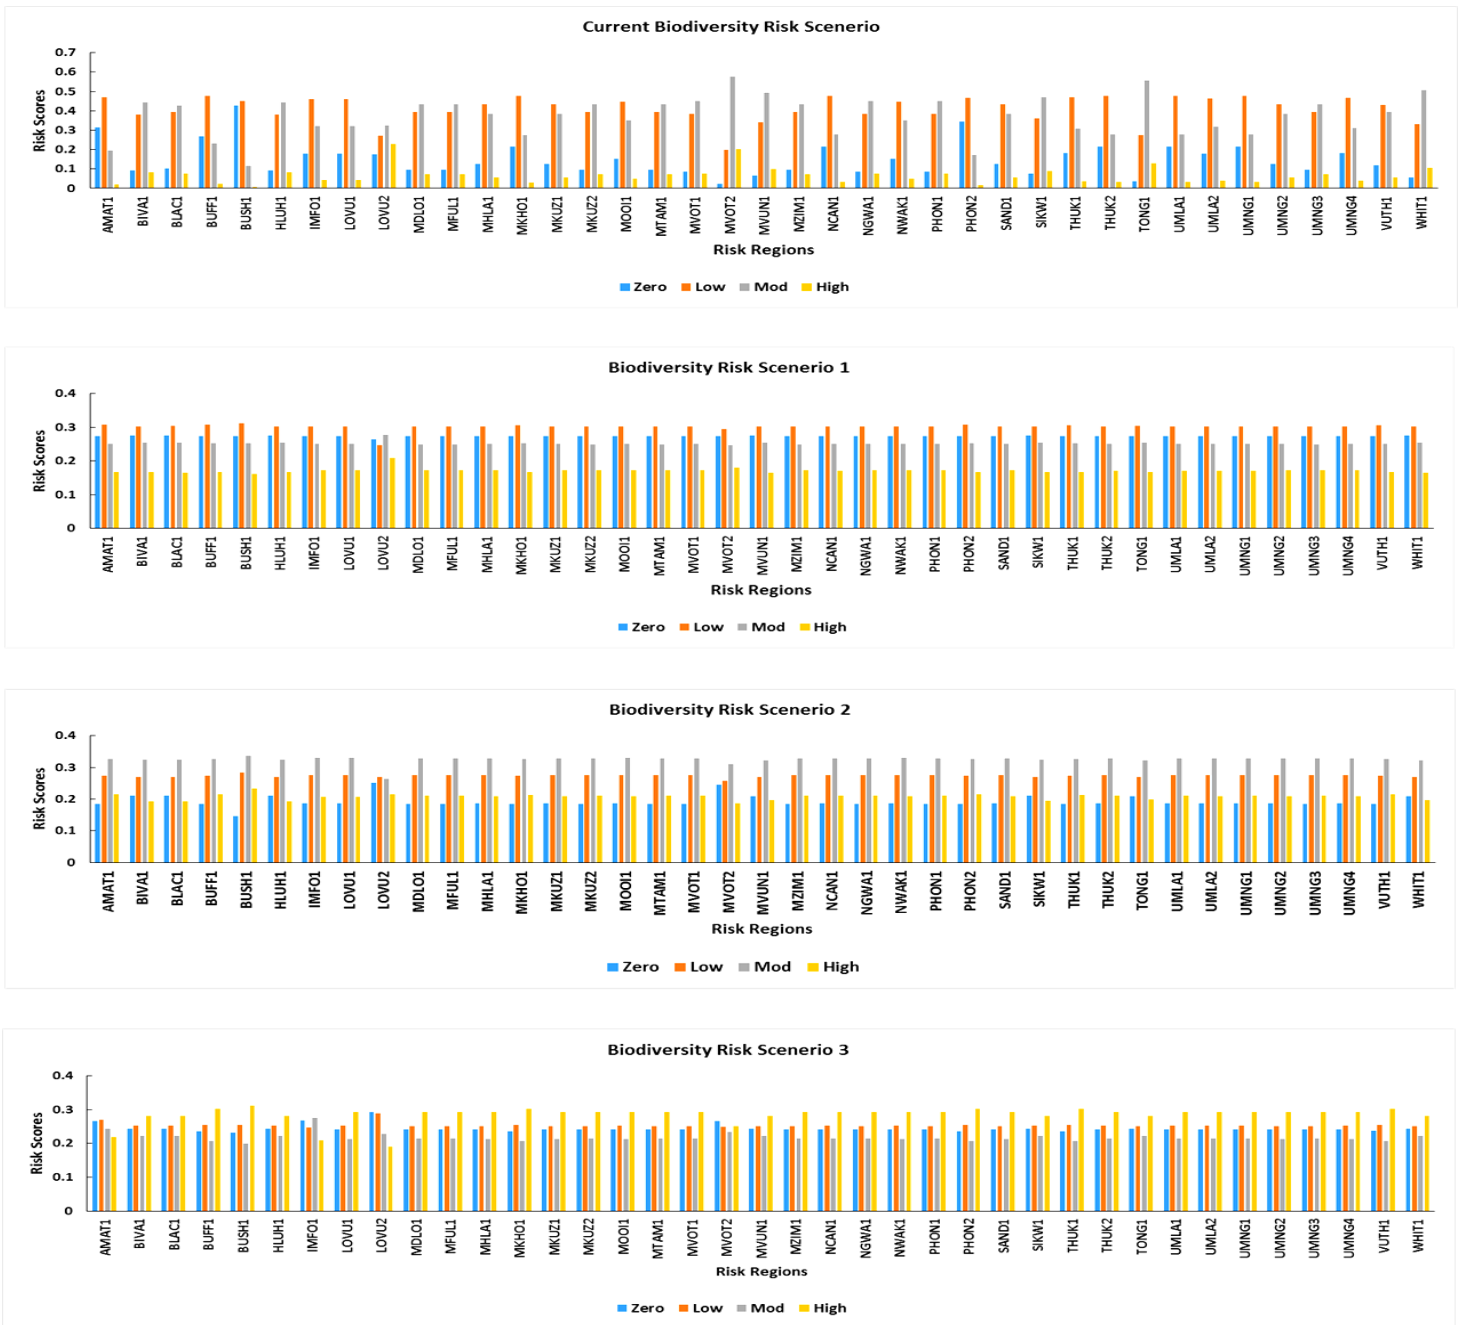 Current Biodiversity Risk Scenerio
0.7
0.6
0.5
0.4
0.3
0.2
0.1
0
Risk Scores
AMAT1 BIVA1 BLAC1 BUFF1 BUSH1 HLUH1 IMFO1 LOVU1 LOVU2 MDLO1 MFUL1 MHLA1 MKHO1 MKUZ1 MKUZ2 MOOI1 MTAM1 MVOT1 MVOT2 MVUN1 MZIM1 NCAN1 NGWA1 NWAK1 PHON1 PHON2 SAND1 SIKW1 THUK1 THUK2 TONG1 UMLA1 UMLA2 UMNG1 UMNG2 UMNG3 UMNG4 VUTH1 WHIT1
Risk Regions
Zero Low Mod High
Biodiversity Risk Scenerio 1
0.4
0.3
0.2
0.1
0
Risk Scores
AMAT1 BIVA1 BLAC1 BUFF1 BUSH1 HLUH1 IMFO1 LOVU1 LOVU2 MDLO1 MFUL1 MHLA1 MKHO1 MKUZ1 MKUZ2 MOOI1 MTAM1 MVOT1 MVOT2 MVUN1 MZIM1 NCAN1 NGWA1 NWAK1 PHON1 PHON2 SAND1 SIKW1 THUK1 THUK2 TONG1 UMLA1 UMLA2 UMNG1 UMNG2 UMNG3 UMNG4 VUTH1 WHIT1
Risk Regions
Zero Low Mod High
Biodiversity Risk Scenerio 2
0.4
0.3
0.2
0.1
0
Risk Scores
AMAT1 BIVA1 BLAC1 BUFF1 BUSH1 HLUH1 IMFO1 LOVU1 LOVU2 MDLO1 MFUL1 MHLA1 MKHO1 MKUZ1 MKUZ2 MOOI1 MTAM1 MVOT1 MVOT2 MVUN1 MZIM1 NCAN1 NGWA1 NWAK1 PHON1 PHON2 SAND1 SIKW1 THUK1 THUK2 TONG1 UMLA1 UMLA2 UMNG1 UMNG2 UMNG3 UMNG4 VUTH1 WHIT1
Risk Regions
Zero Low Mod High
Biodiversity Risk Scenerio 3
0.4
0.3
0.2
0.1
0
Risk Scores
AMAT1 BIVA1 BLAC1 BUFF1 BUSH1 HLUH1 IMFO1 LOVU1 LOVU2 MDLO1 MFUL1 MHLA1 MKHO1 MKUZ1 MKUZ2 MOOI1 MTAM1 MVOT1 MVOT2 MVUN1 MZIM1 NCAN1 NGWA1 NWAK1 PHON1 PHON2 SAND1 SIKW1 THUK1 THUK2 TONG1 UMLA1 UMLA2 UMNG1 UMNG2 UMNG3 UMNG4 VUTH1 WHIT1
Risk Regions
Zero Low Mod High